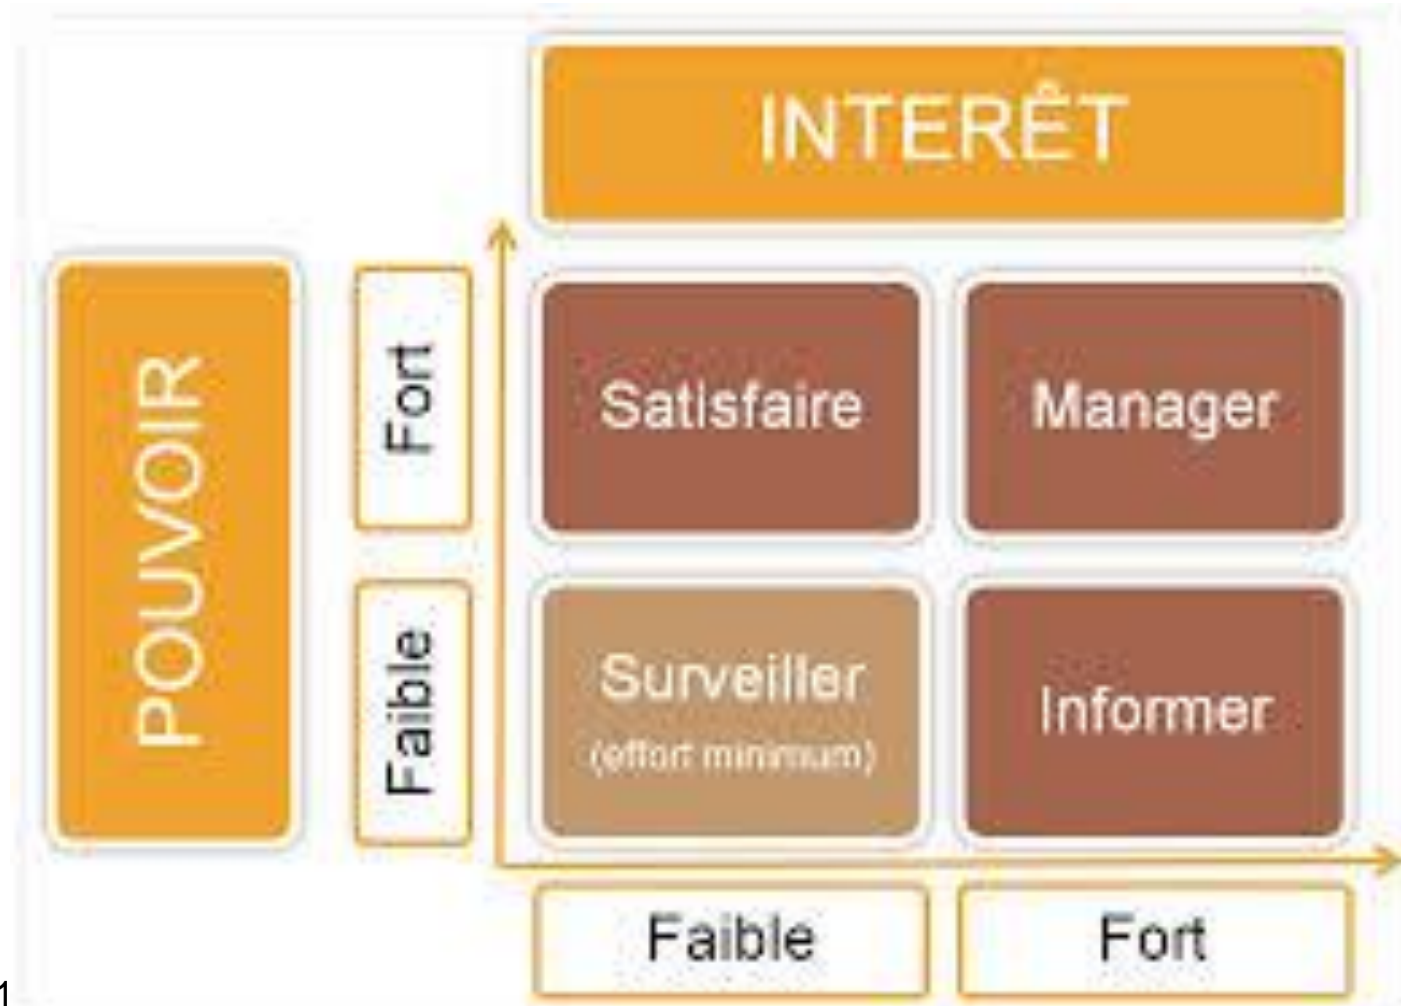 INTERÊT
POUVOIR
Fort
Satisfaire
Manager
Faible
Surveiller
(effort minimum)
Informer
Faible
Fort
1